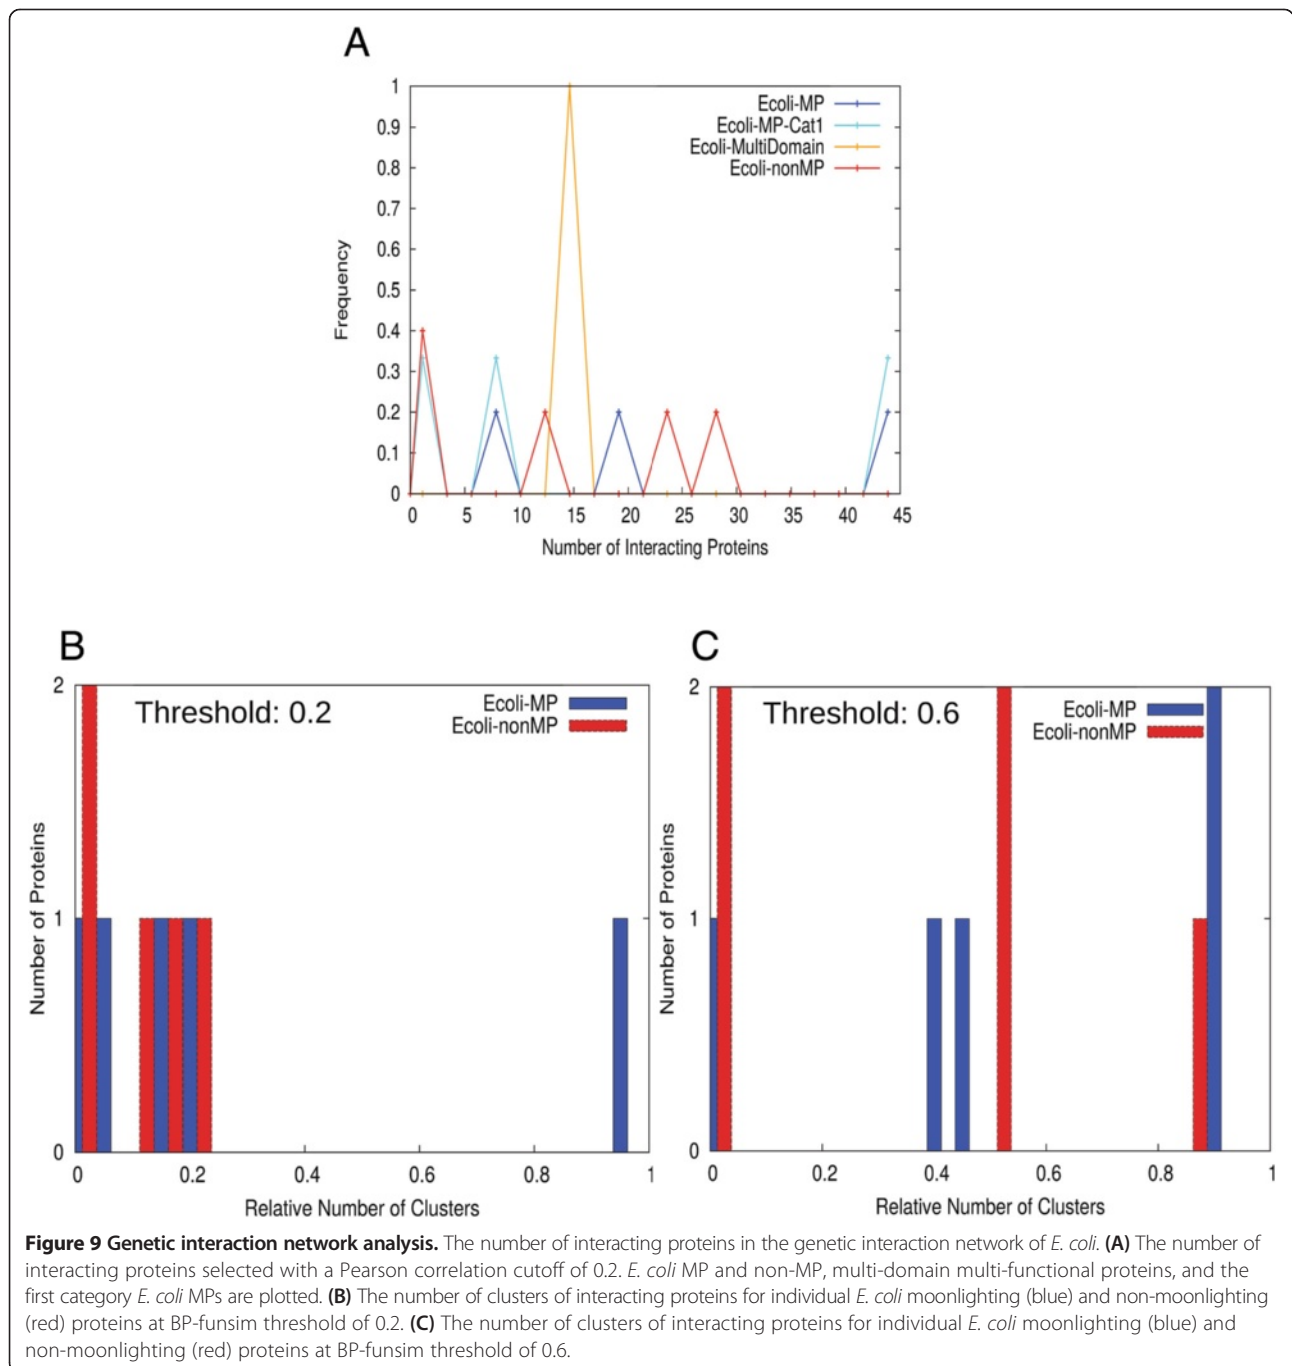 A
1
0.9
0.8
0.7
0.6
0.5
0.4
0.3
0.2
0.1
0
Frequency
Ecoli-MP
Ecoli-MP-Cat1
Ecoli-MultiDomain
Ecoli-nonMP
0 5 10 15 20 25 30 35 40 45
Number of Interacting Proteins
B
2
1
0
Number of Proteins
Threshold: 0.2
Ecoli-MP
Ecoli-nonMP
0 0.2 0.4 0.6 0.8 1
Relative Number of Clusters
C
2
1
0
Number of Proteins
Threshold: 0.6
Ecoli-MP
Ecoli-nonMP
0 0.2 0.4 0.6 0.8 1
Relative Number of Clusters
Figure 9 Genetic interaction network analysis. The number of interacting proteins in the genetic interaction network of E. coli. (A) The number of
interacting proteins selected with a Pearson correlation cutoff of 0.2. E. coli MP and non-MP, multi-domain multi-functional proteins, and the
first category E. coli MPs are plotted. (B) The number of clusters of interacting proteins for individual E. coli moonlighting (blue) and non-moonlighting
(red) proteins at BP-funsim threshold of 0.2. (C) The number of clusters of interacting proteins for individual E. coli moonlighting (blue) and
non-moonlighting (red) proteins at BP-funsim threshold of 0.6.